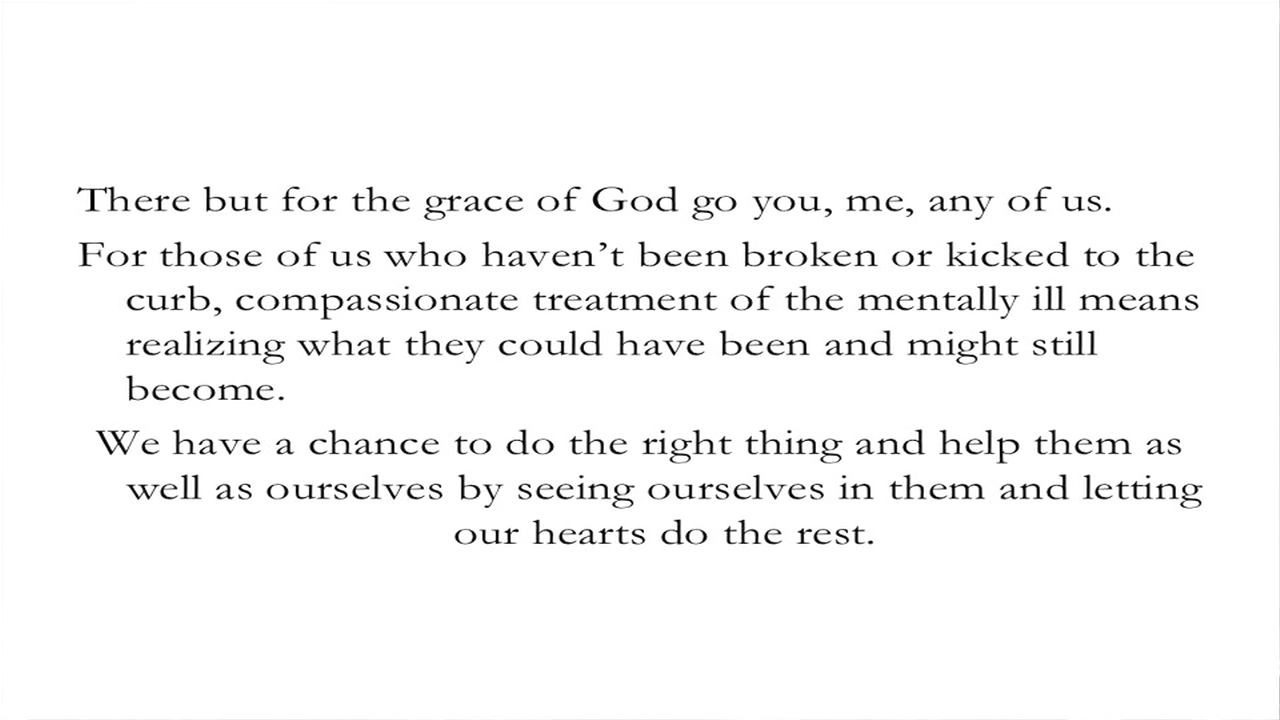 There but for the grace of God go you, me, any of us.
For those of us who haven’t been broken or kicked to the
curb, compassionate treatment of the mentally ill means
realizing what they could have been and might still
become.
We have a chance to do the right thing and help them as
well as ourselves by seeing ourselves in them and letting
our hearts do the rest.